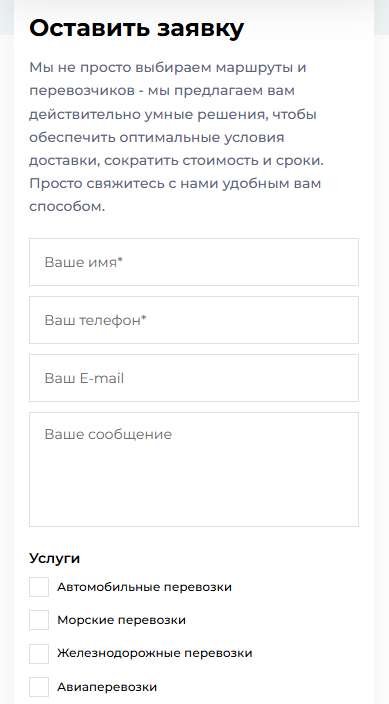 Оставить заявку
Мы не просто выбираем маршруты и
перевозчиков - мы предлагаем вам
действительно умные решения, чтобы
обеспечить оптимальные условия
доставки, сократить стоимость и сроки.
Просто свяжитесь с нами удобным вам
способом.
Ваше имя*
Ваш телефон*
Ваш E-mail
Ваше сообщение
Услуги
Автомобильные перевозки
Морские перевозки
Железнодорожные перевозки
Авиаперевозки